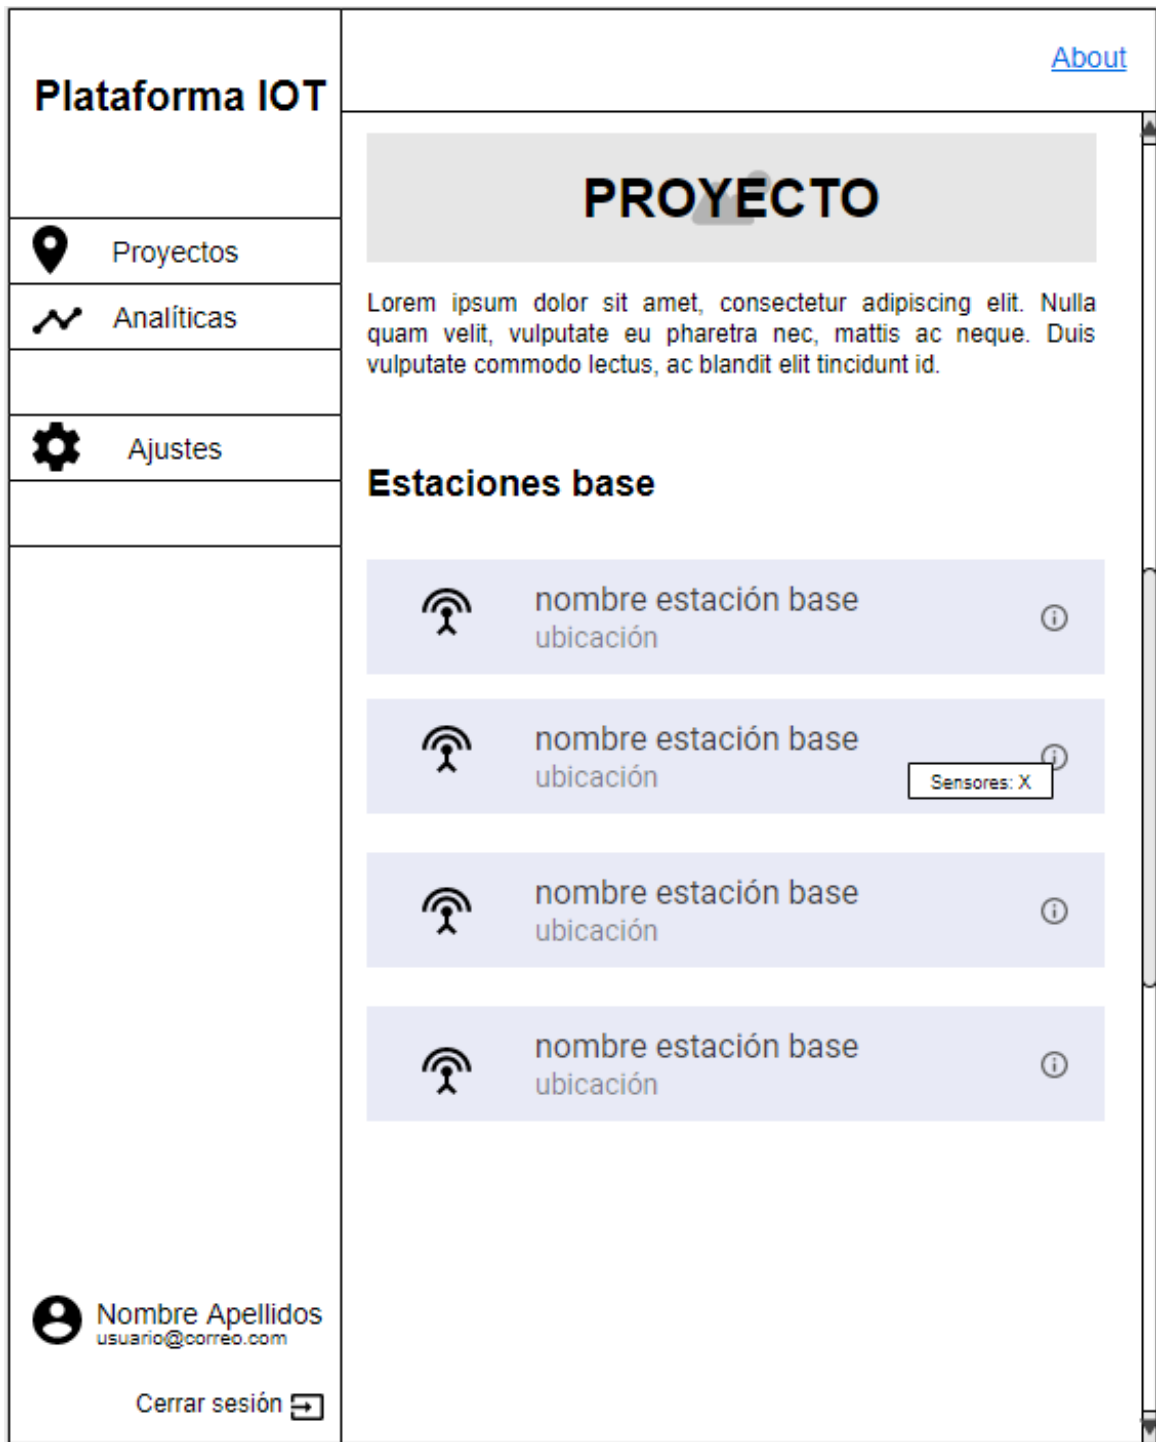 Plataforma IOT
Proyectos
Analíticas
Ajustes
Nombre Apellidos
usuario@correo.com
Cerrar sesión
About
PROYECTO
Lorem ipsum dolor sit amet, consectetur adipiscing elit. Nulla
quam velit, vulputate eu pharetra nec, mattis ac neque. Duis
vulputate commodo lectus, ac blandit elit tincidunt id.
Estaciones base
nombre estación base
ubicación
nombre estación base
ubicación
Sensores: X
nombre estación base
ubicación
nombre estación base
ubicación